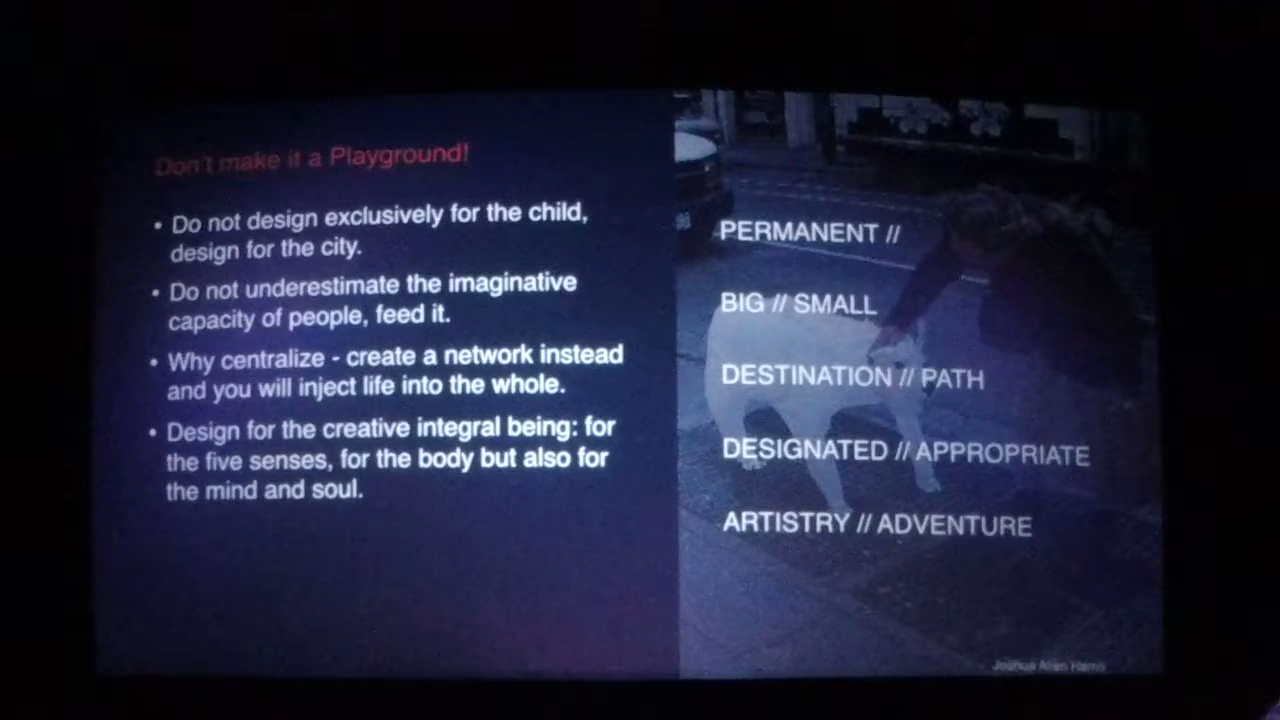 Don't make it a Playground!
• Do not design exclusively for the child,
design for the city.
• Do not underestimate the imaginative
capacity of people, feed it.
• Why centralize - create a network instead
and you will inject life into the whole.
• Design for the creative integral being: for
the five senses, for the body but also for
the mind and soul.
PERMANENT //
BIG // SMALL
DESTINATION // PATH
DESIGNATED // APPROPRIATE
ARTISTRY // ADVENTURE
Joshua Allen Harris